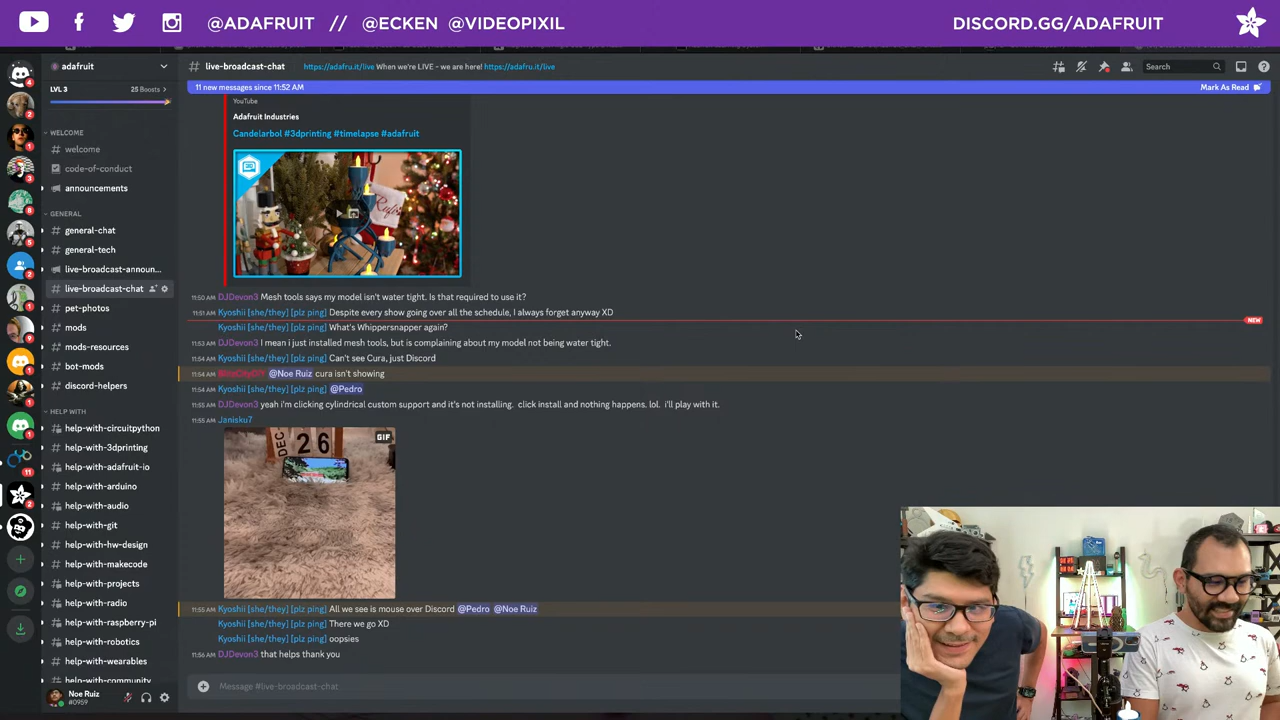 @ADAFRUIT // @ECKEN @VIDEOPIXIL
DISCORD.GG/ADAFRUIT
adafruit
# live-broadcast-chat https://adafru.it/live When we're LIVE - we are here! https://adafru.it/live
Search
LVL 3
25 Boosts >
11 new messages since 11:52 AM
Mark As Read
WELCOME
welcome
code-of-conduct
announcements
GENERAL
general-chat
general-tech
live-broadcast-announ...
live-broadcast-chat
pet-photos
mods
mods-resources
bot-mods
discord-helpers
HELP WITH
help-with-circuitpython
help-with-3dprinting
help-with-adafruit-io
help-with-arduino
help-with-audio
help-with-git
help-with-hw-design
help-with-makecode
help-with-projects
help-with-radio
help-with-raspberry-pi
help-with-robotics
help-with-wearables
help-with-community
Noe Ruiz
#0959
YouTube
Adafruit Industries
Candelarbol #3dprinting #timelapse #adafruit
11:50 AM DJDevon3 Mesh tools says my model isn't water tight. Is that required to use it?
11:51 AM Kyoshii [she/they] [plz ping] Despite every show going over all the schedule, I always forget anyway XD
NEW
Kyoshii [she/they] [plz ping] What's Whippersnapper again?
11:53 AM DJDevon3 I mean i just installed mesh tools, but is complaining about my model not being water tight.
11:54 AM Kyoshii [she/they] [plz ping] Can't see Cura, just Discord
11:54 AM @Noe Ruiz cura isn't showing
11:54 AM Kyoshii [she/they] [plz ping] @Pedro
11:55 AM DJDevon3 yeah i'm clicking cylindrical custom support and it's not installing. click install and nothing happens. lol. i'll play with it.
11:55 AM Janisku7
GIF
DEC 26
11:55 AM Kyoshii [she/they] [plz ping] All we see is mouse over Discord @Pedro @Noe Ruiz
Kyoshii [she/they] [plz ping] There we go XD
Kyoshii [she/they] [plz ping] oopsies
11:56 AM DJDevon3 that helps thank you
Message #live-broadcast-chat